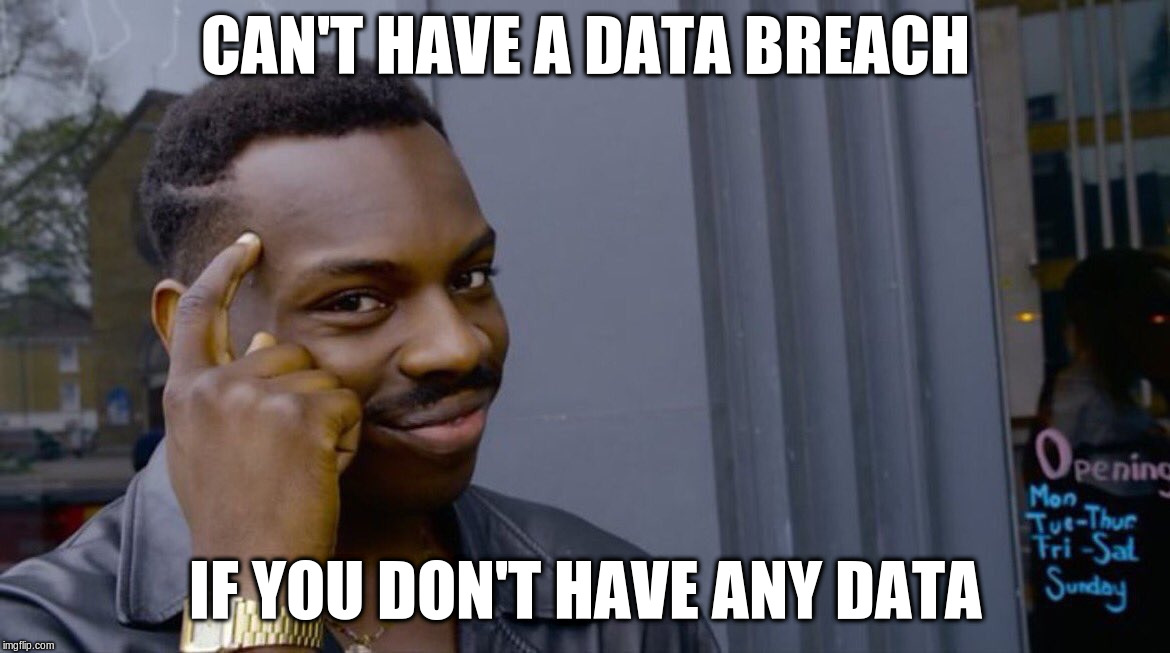 CAN'T HAVE A DATA BREACH
IF YOU DON'T HAVE ANY DATA
Opening
Mon
Tue-Thur
Fri-Sat
Sunday
imgflip.com